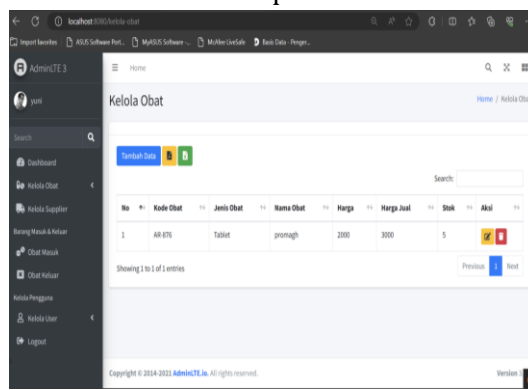 localhost:8080/kelola-obat
Import favorites ASUS Software Port... MyASUS Software -... McAfee LiveSafe Basis Data - Penger...
AdminLTE 3
Home
yuni
Kelola Obat
Home / Kelola Oba
Search
Tambah Data
Dashboard
Kelola Obat
Search:
Kelola Supplier
No Kode Obat Jenis Obat Nama Obat Harga Harga Jual Stok Aksi
Barang Masuk & Keluar
1 AR-876 Tablet promagh 2000 3000 5
Obat Masuk
Showing 1 to 1 of 1 entries
Previous 1 Next
Obat Keluar
Kelola Pengguna
Kelola User
Logout
Copyright © 2014-2021 AdminLTE.io. All rights reserved.
Version 3